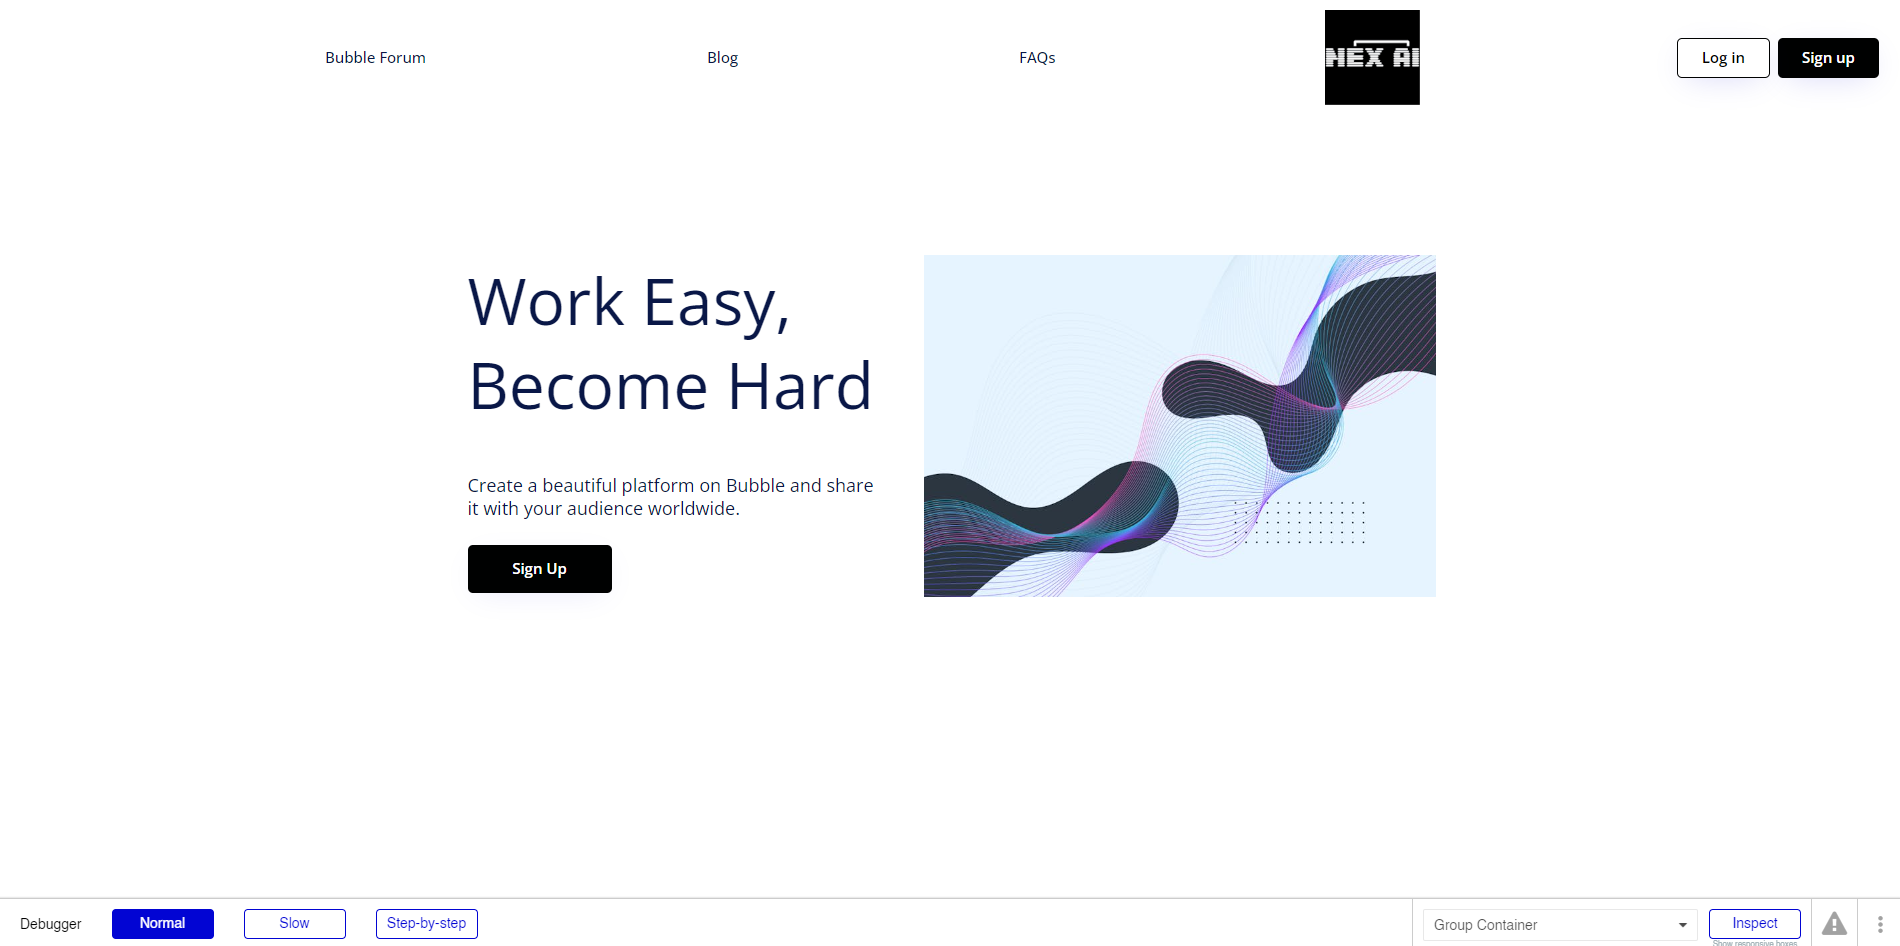 Bubble Forum
Blog
FAQs
NEX AI
Log in
Sign up
Work Easy,
Become Hard
Create a beautiful platform on Bubble and share
it with your audience worldwide.
Sign Up
Debugger
Normal
Slow
Step-by-step
Group Container
Inspect
Show responsive boxes